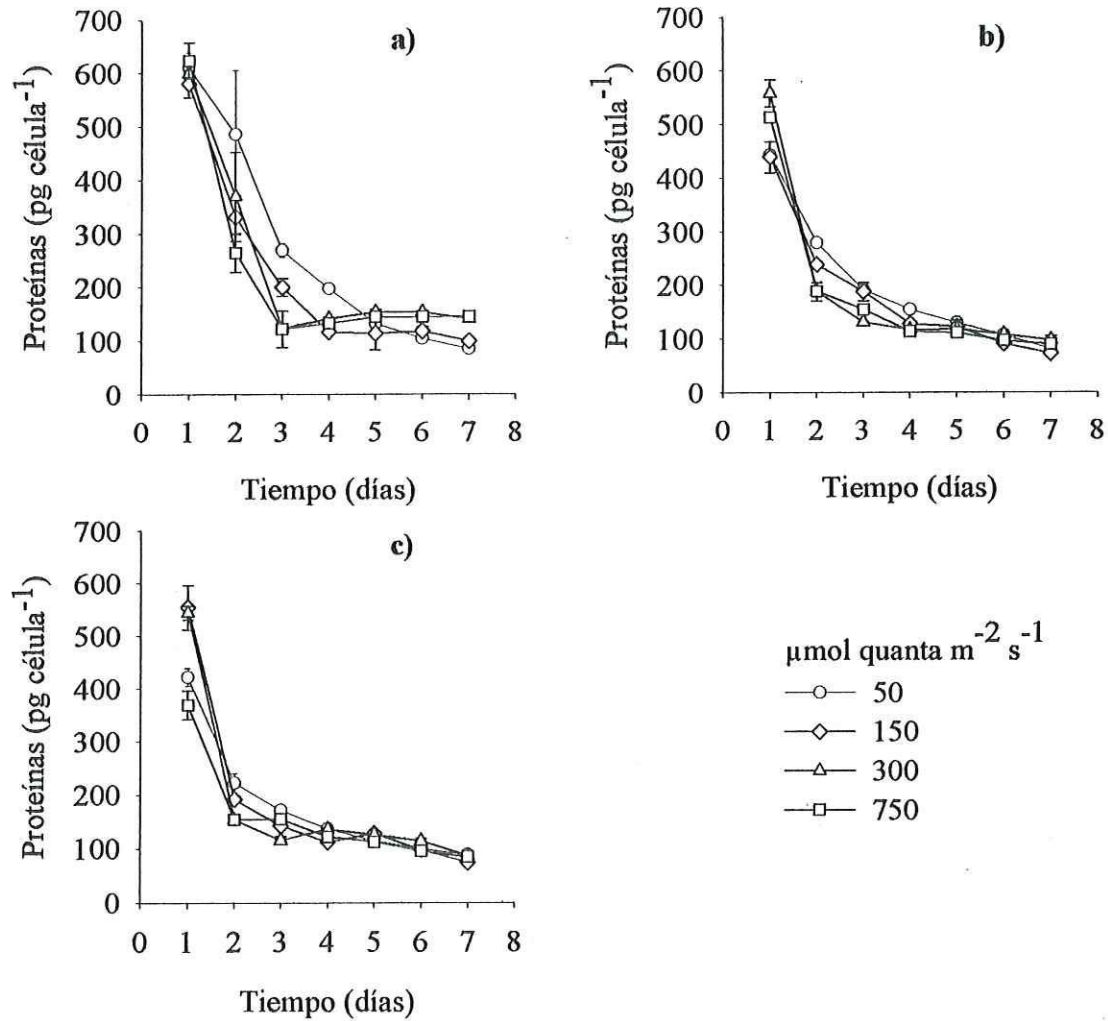 a)
700
600
500
400
300
200
100
0
Proteínas (pg célula-1)
0 1 2 3 4 5 6 7 8
Tiempo (días)
b)
700
600
500
400
300
200
100
0
Proteínas (pg célula-1)
0 1 2 3 4 5 6 7 8
Tiempo (días)
c)
700
600
500
400
300
200
100
0
Proteínas (pg célula-1)
0 1 2 3 4 5 6 7 8
Tiempo (días)
µmol quanta m-2 s-1
50
150
300
750